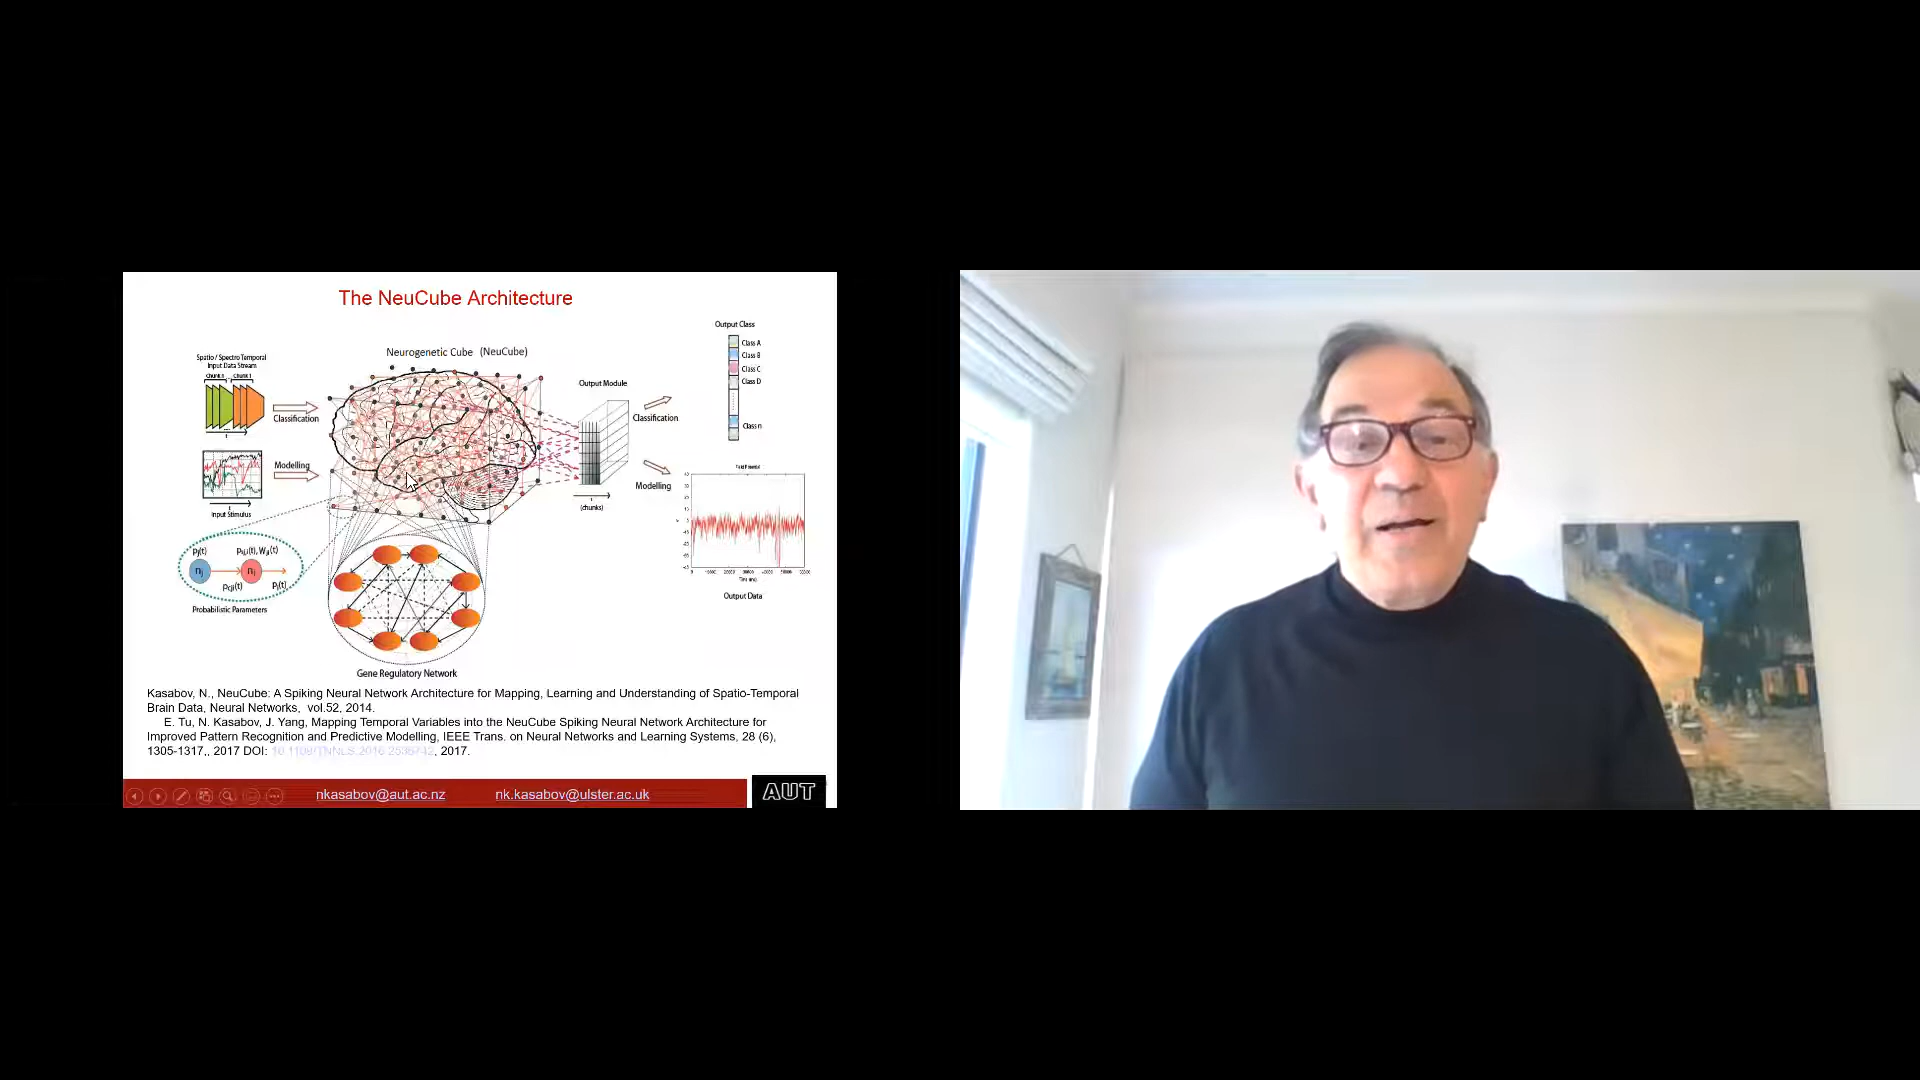 The NeuCube Architecture
Output Class
Class A
Class B
Class C
Class D
Class n
Neurogenetic Cube (NeuCube)
Spatio / Spectro Temporal
Input Data Stream
Chunk n
Chunk 1
t
Classification
Output Module
Classification
Modelling
Modelling
t
(chunks)
t
Input Stimulus
Output Data
Probabilistic Parameters
Gene Regulatory Network
Kasabov, N., NeuCube: A Spiking Neural Network Architecture for Mapping, Learning and Understanding of Spatio-Temporal
Brain Data, Neural Networks, vol.52, 2014.
E. Tu, N. Kasabov, J. Yang, Mapping Temporal Variables into the NeuCube Spiking Neural Network Architecture for
Improved Pattern Recognition and Predictive Modelling, IEEE Trans. on Neural Networks and Learning Systems, 28 (6),
1305-1317,, 2017 DOI: , 2017.
nkasabov@aut.ac.nz nk.kasabov@ulster.ac.uk
AUT